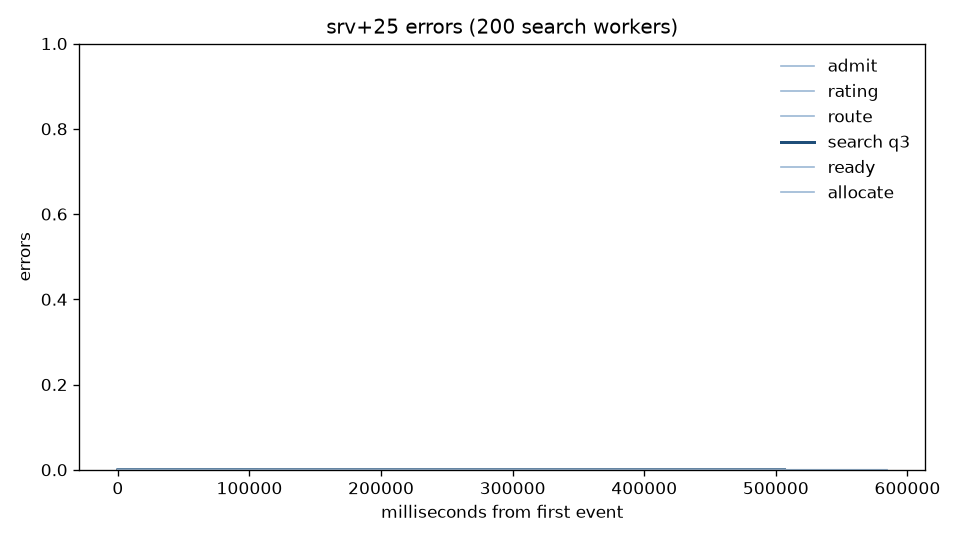 srv+25 errors (200 search workers)
1.0
0.8
0.6
0.4
0.2
0.0
errors
admit
rating
route
search q3
ready
allocate
0 100000 200000 300000 400000 500000 600000
milliseconds from first event